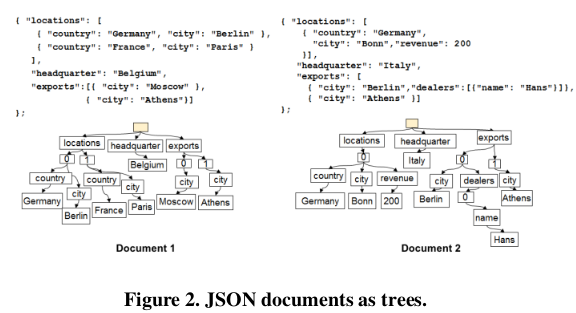 { "locations": [
{ "country": "Germany", "city": "Berlin" },
{ "country": "France", "city": "Paris" }
],
"headquarter": "Belgium",
"exports":[{ "city": "Moscow" },
{ "city": "Athens"}]
};
locations headquarter exports
0 1 Belgium 0 1
country city country city city city
Germany Berlin France Paris Moscow Athens
Document 1
{ "locations": [
{ "country": "Germany",
"city": "Bonn","revenue": 200
}],
"headquarter": "Italy",
"exports": [
{ "city": "Berlin","dealers":[{"name": "Hans"}]},
{ "city": "Athens" }]
};
locations headquarter exports
0 Italy 0 1
country city revenue city dealers city
Germany Bonn 200 Berlin 0 Athens
name
Hans
Document 2
Figure 2. JSON documents as trees.